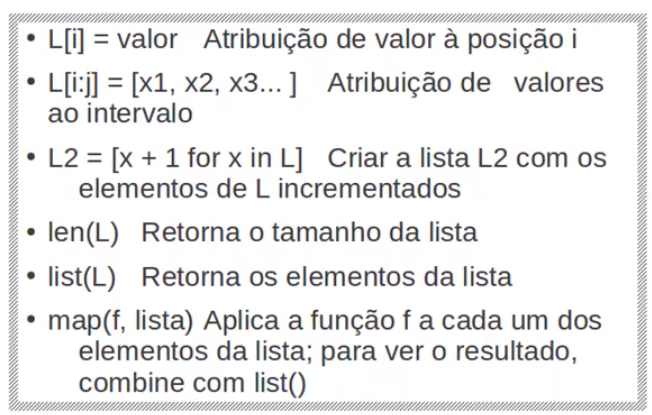 • L[i] = valor Atribuição de valor à posição i
• L[i:j] = [x1, x2, x3... ] Atribuição de valores
ao intervalo
• L2 = [x + 1 for x in L] Criar a lista L2 com os
elementos de L incrementados
• len(L) Retorna o tamanho da lista
• list(L) Retorna os elementos da lista
• map(f, lista) Aplica a função f a cada um dos
elementos da lista; para ver o resultado,
combine com list()